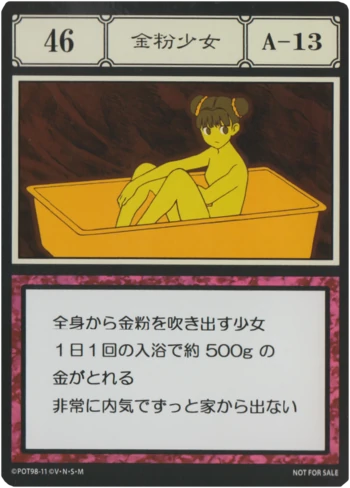 46
金粉少女
A-13
全身から金粉を吹き出す少女
1日1回の入浴で約 500g の
金がとれる
非常に内気でずっと家から出ない
©POT98-11 ©V・N・S・M
NOT FOR SALE